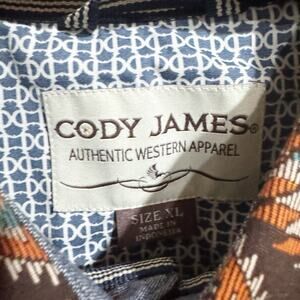 CODY JAMES®
AUTHENTIC WESTERN APPAREL
SIZE XL
MADE IN
INDONESIA